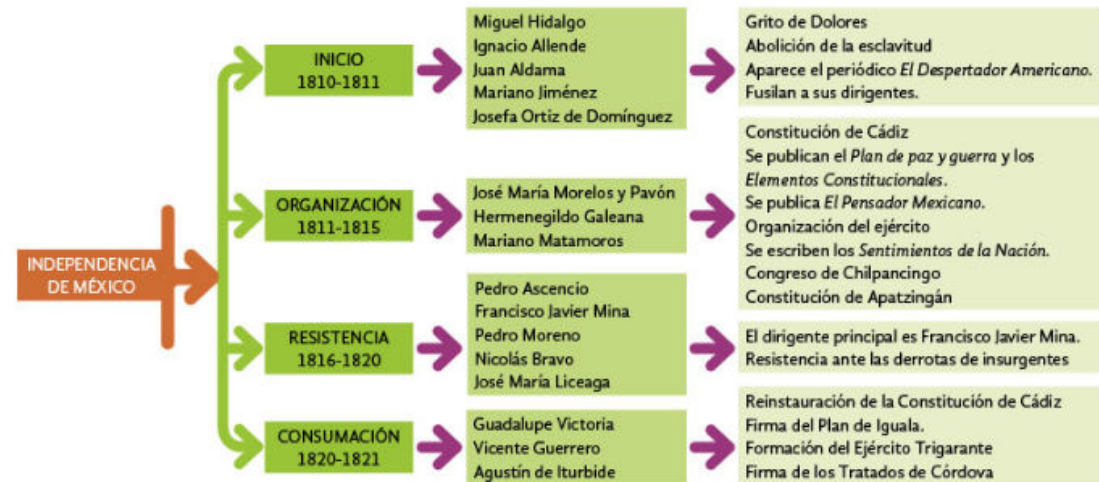 INDEPENDENCIA
DE MÉXICO
INICIO
1810-1811
Miguel Hidalgo
Ignacio Allende
Juan Aldama
Mariano Jiménez
Josefa Ortiz de Domínguez
Grito de Dolores
Abolición de la esclavitud
Aparece el periódico El Despertador Americano.
Fusilan a sus dirigentes.
ORGANIZACIÓN
1811-1815
José María Morelos y Pavón
Hermenegildo Galeana
Mariano Matamoros
Constitución de Cádiz
Se publican el Plan de paz y guerra y los
Elementos Constitucionales.
Se publica El Pensador Mexicano.
Organización del ejército
Se escriben los Sentimientos de la Nación.
Congreso de Chilpancingo
Constitución de Apatzingán
RESISTENCIA
1816-1820
Pedro Ascencio
Francisco Javier Mina
Pedro Moreno
Nicolás Bravo
José María Liceaga
El dirigente principal es Francisco Javier Mina.
Resistencia ante las derrotas de insurgentes
CONSUMACIÓN
1820-1821
Guadalupe Victoria
Vicente Guerrero
Agustín de Iturbide
Reinstauración de la Constitución de Cádiz
Firma del Plan de Iguala.
Formación del Ejército Trigarante
Firma de los Tratados de Córdova